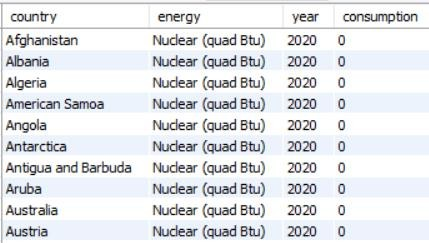 country energy year consumption
Afghanistan Nuclear (quad Btu) 2020 0
Albania Nuclear (quad Btu) 2020 0
Algeria Nuclear (quad Btu) 2020 0
American Samoa Nuclear (quad Btu) 2020 0
Angola Nuclear (quad Btu) 2020 0
Antarctica Nuclear (quad Btu) 2020 0
Antigua and Barbuda Nuclear (quad Btu) 2020 0
Aruba Nuclear (quad Btu) 2020 0
Australia Nuclear (quad Btu) 2020 0
Austria Nuclear (quad Btu) 2020 0